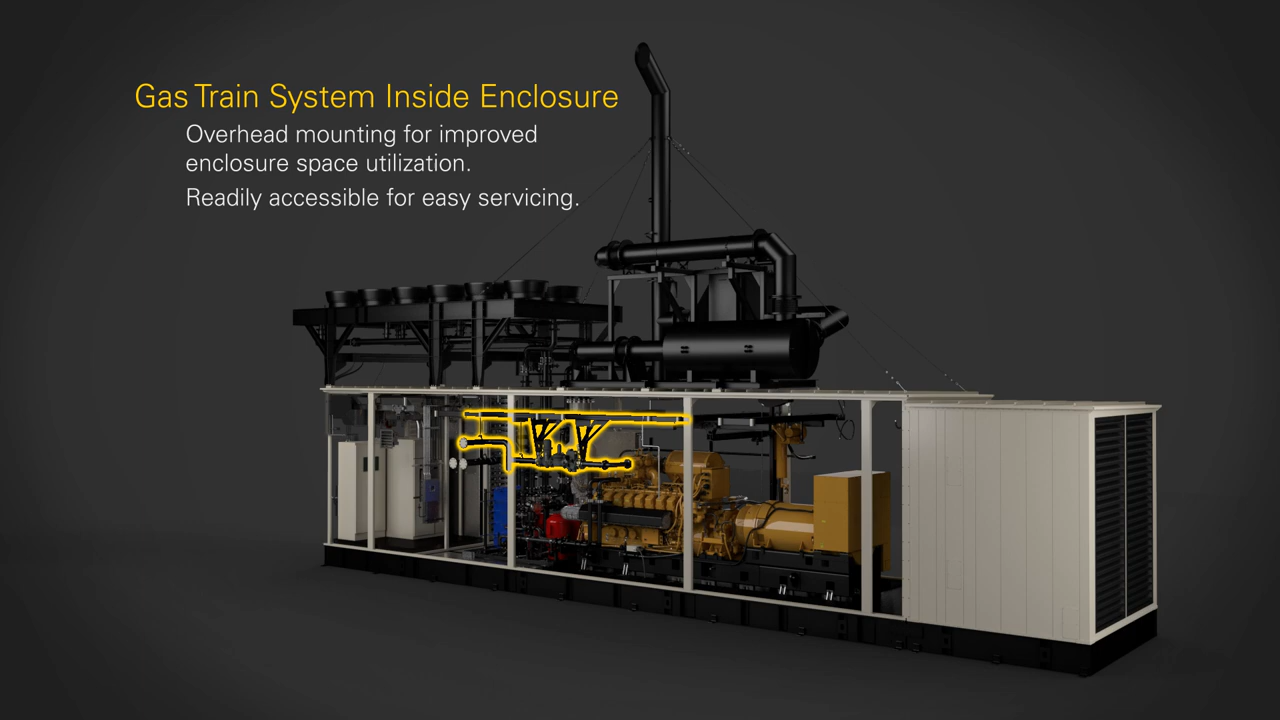 Gas Train System Inside Enclosure
Overhead mounting for improved
enclosure space utilization.
Readily accessible for easy servicing.